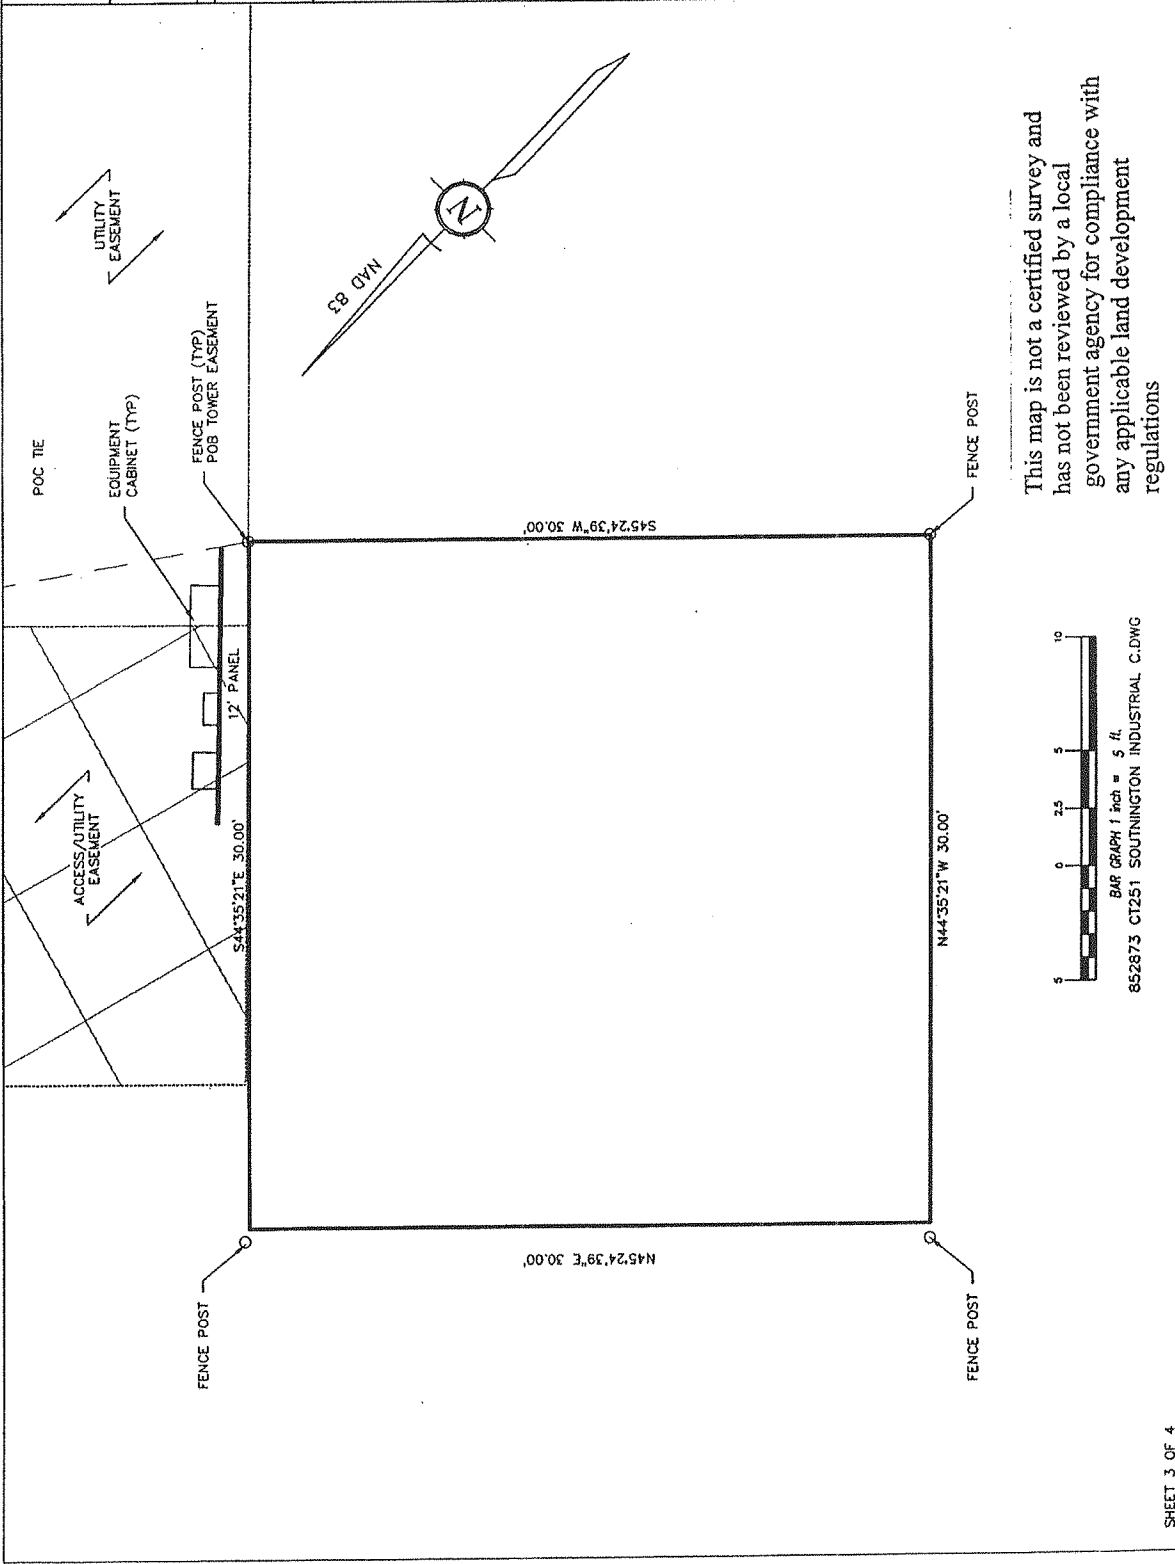 POC TIE
UTILITY
EASEMENT
EQUIPMENT
CABINET (TYP)
FENCE POST (TYP)
POB TOWER EASEMENT
ACCESS/UTILITY
EASEMENT
12' PANEL
S44°35'21"E 30.00'
NAD 83
N
S45°24'39"W 30.00'
N45°24'39"E 30.00'
N44°35'21"W 30.00'
FENCE POST
FENCE POST
FENCE POST
This map is not a certified survey and
has not been reviewed by a local
government agency for compliance with
any applicable land development
regulations
5 0 2.5 5 10
BAR GRAPH 1 inch = 5 ft.
852873 CT251 SOUTNINGTON INDUSTRIAL C.DWG
SHEET 3 OF 4